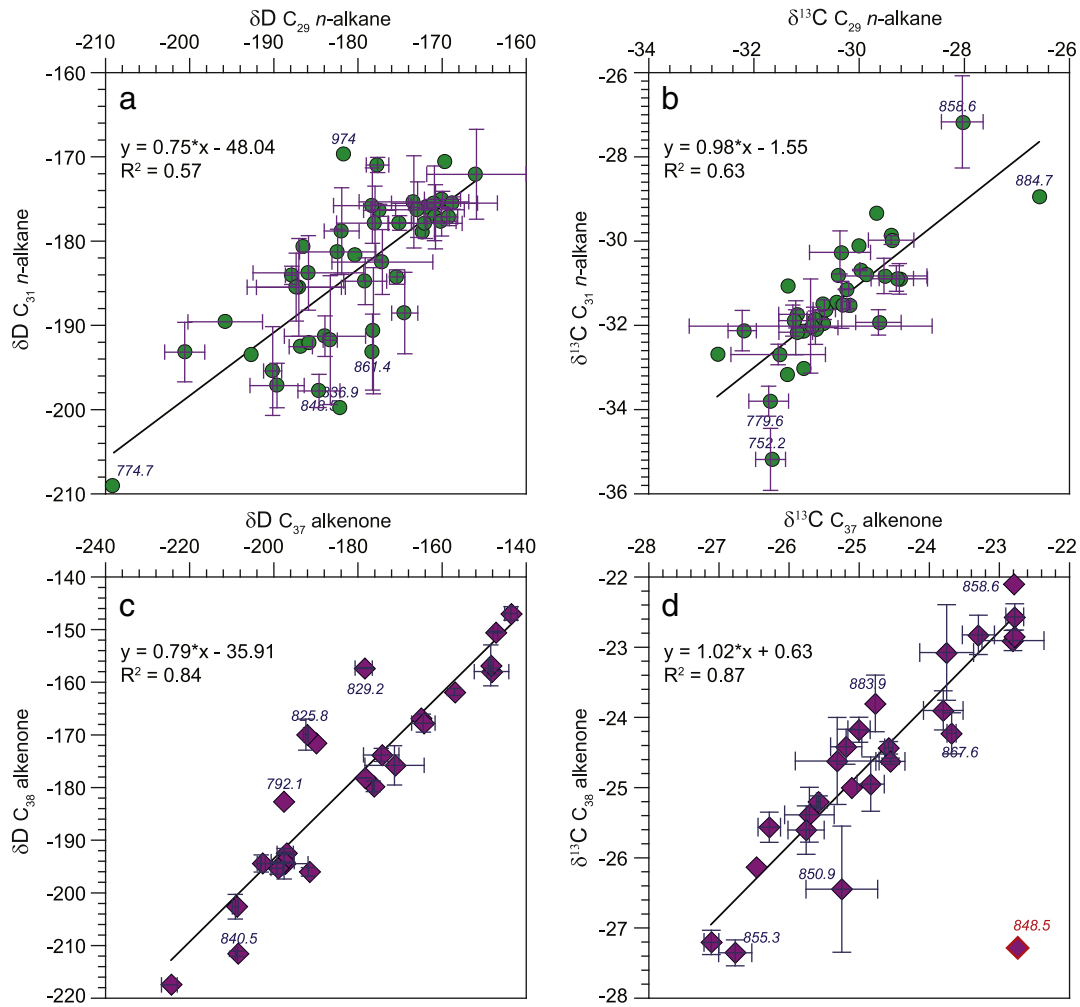 δD C29 n-alkane
-210 -200 -190 -180 -170 -160
δD C31 n-alkane
-160
-170
-180
-190
-200
-210
a
y = 0.75*x - 48.04
R² = 0.57
974
861.4
836.9
848.5
774.7
δ¹³C C29 n-alkane
-34 -32 -30 -28 -26
δ¹³C C31 n-alkane
-26
-28
-30
-32
-34
-36
b
y = 0.98*x - 1.55
R² = 0.63
858.6
884.7
779.6
752.2
δD C37 alkenone
-240 -220 -200 -180 -160 -140
δD C38 alkenone
-140
-150
-160
-170
-180
-190
-200
-210
-220
c
y = 0.79*x - 35.91
R² = 0.84
829.2
825.8
792.1
840.5
δ¹³C C37 alkenone
-28 -27 -26 -25 -24 -23 -22
δ¹³C C38 alkenone
-22
-23
-24
-25
-26
-27
-28
d
y = 1.02*x + 0.63
R² = 0.87
858.6
883.9
867.6
850.9
855.3
848.5